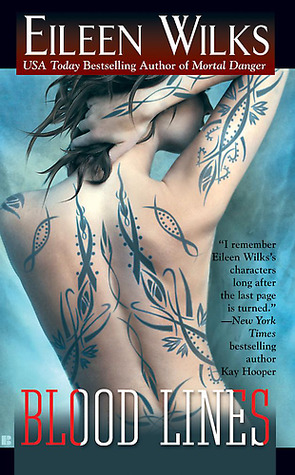 EILEEN WILKS
USA Today Bestselling Author of Mortal Danger
“I remember
Eileen Wilks’s
characters
long after
the last page
is turned.”
—New York
Times
bestselling
author
Kay Hooper
BLOOD LINES
B